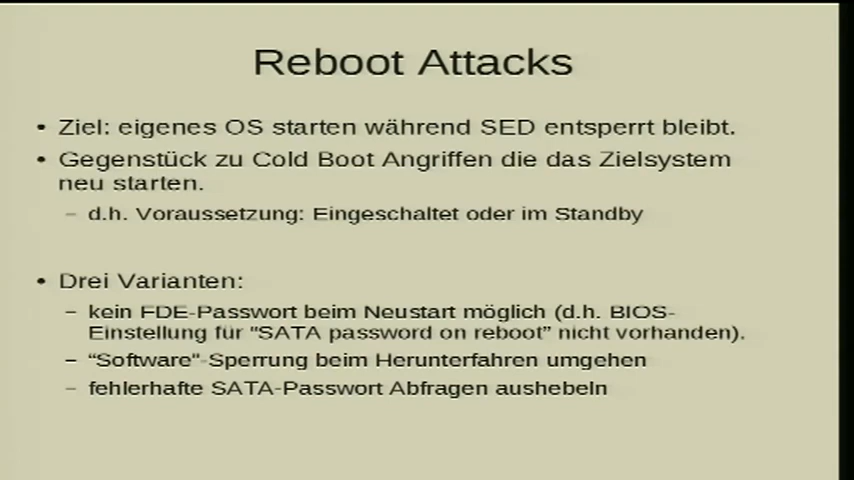 Reboot Attacks
• Ziel: eigenes OS starten während SED entsperrt bleibt.
• Gegenstück zu Cold Boot Angriffen die das Zielsystem
neu starten.
– d.h. Voraussetzung: Eingeschaltet oder im Standby
• Drei Varianten:
– kein FDE-Passwort beim Neustart möglich (d.h. BIOS-
Einstellung für "SATA password on reboot" nicht vorhanden).
– "Software"-Sperrung beim Herunterfahren umgehen
– fehlerhafte SATA-Passwort Abfragen aushebeln